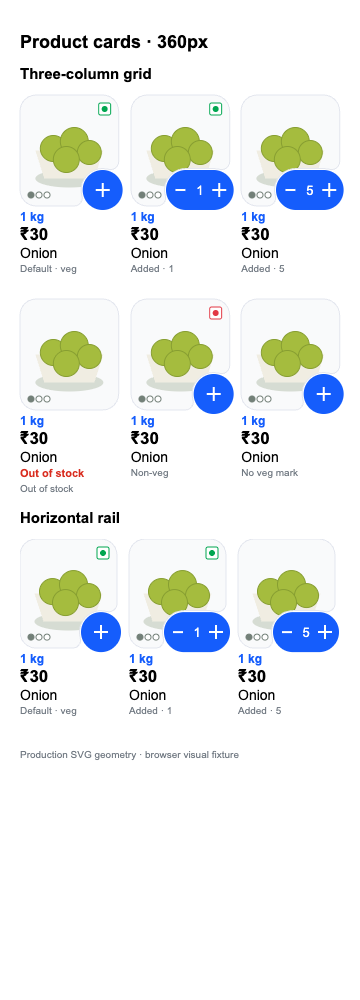 Product cards · 360px
Three-column grid
1
5
1 kg
1 kg
1 kg
₹30
₹30
₹30
Onion
Onion
Onion
Default · veg
Added · 1
Added · 5
1 kg
1 kg
1 kg
₹30
₹30
₹30
Onion
Onion
Onion
Out of stock
Non-veg
No veg mark
Out of stock
Horizontal rail
1
5
1 kg
1 kg
1 kg
₹30
₹30
₹30
Onion
Onion
Onion
Default · veg
Added · 1
Added · 5
Production SVG geometry · browser visual fixture